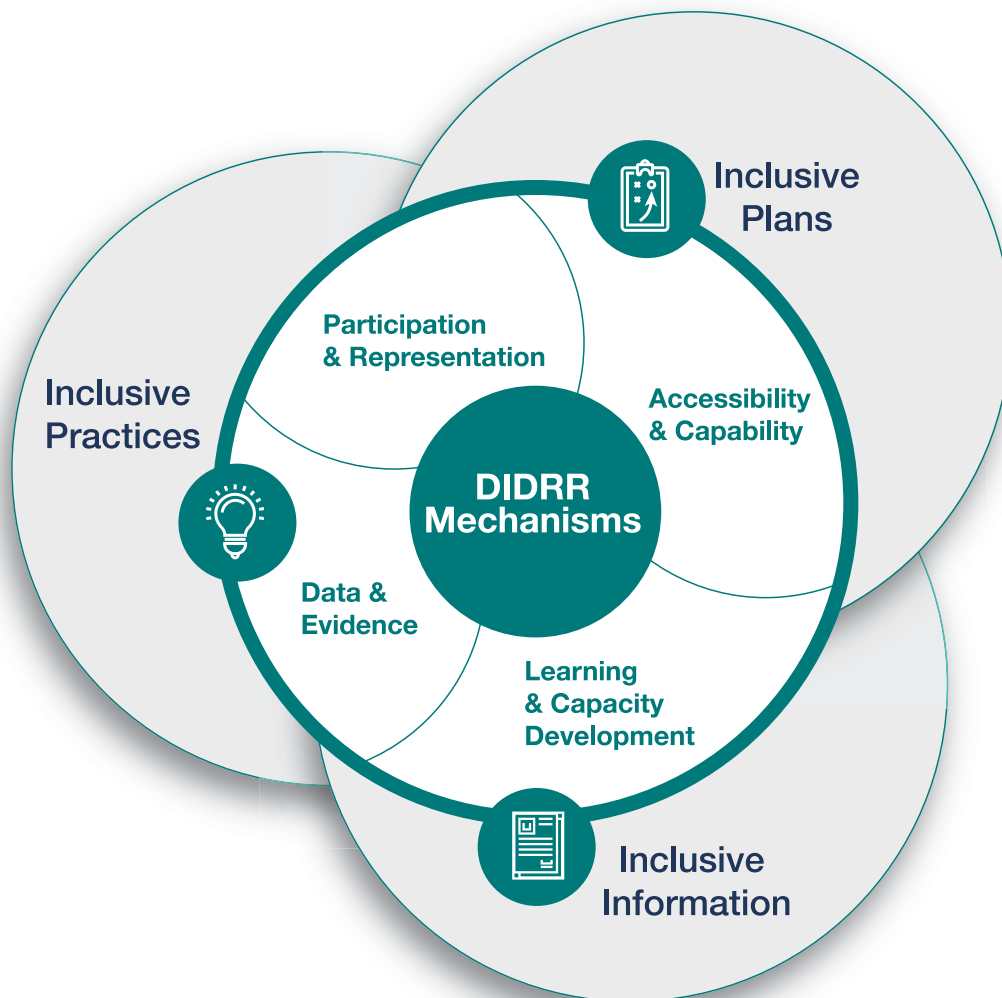 Inclusive
Plans
Participation
& Representation
Inclusive
Practices
Accessibility
& Capability
DIDRR
Mechanisms
Data &
Evidence
Learning
& Capacity
Development
Inclusive
Information